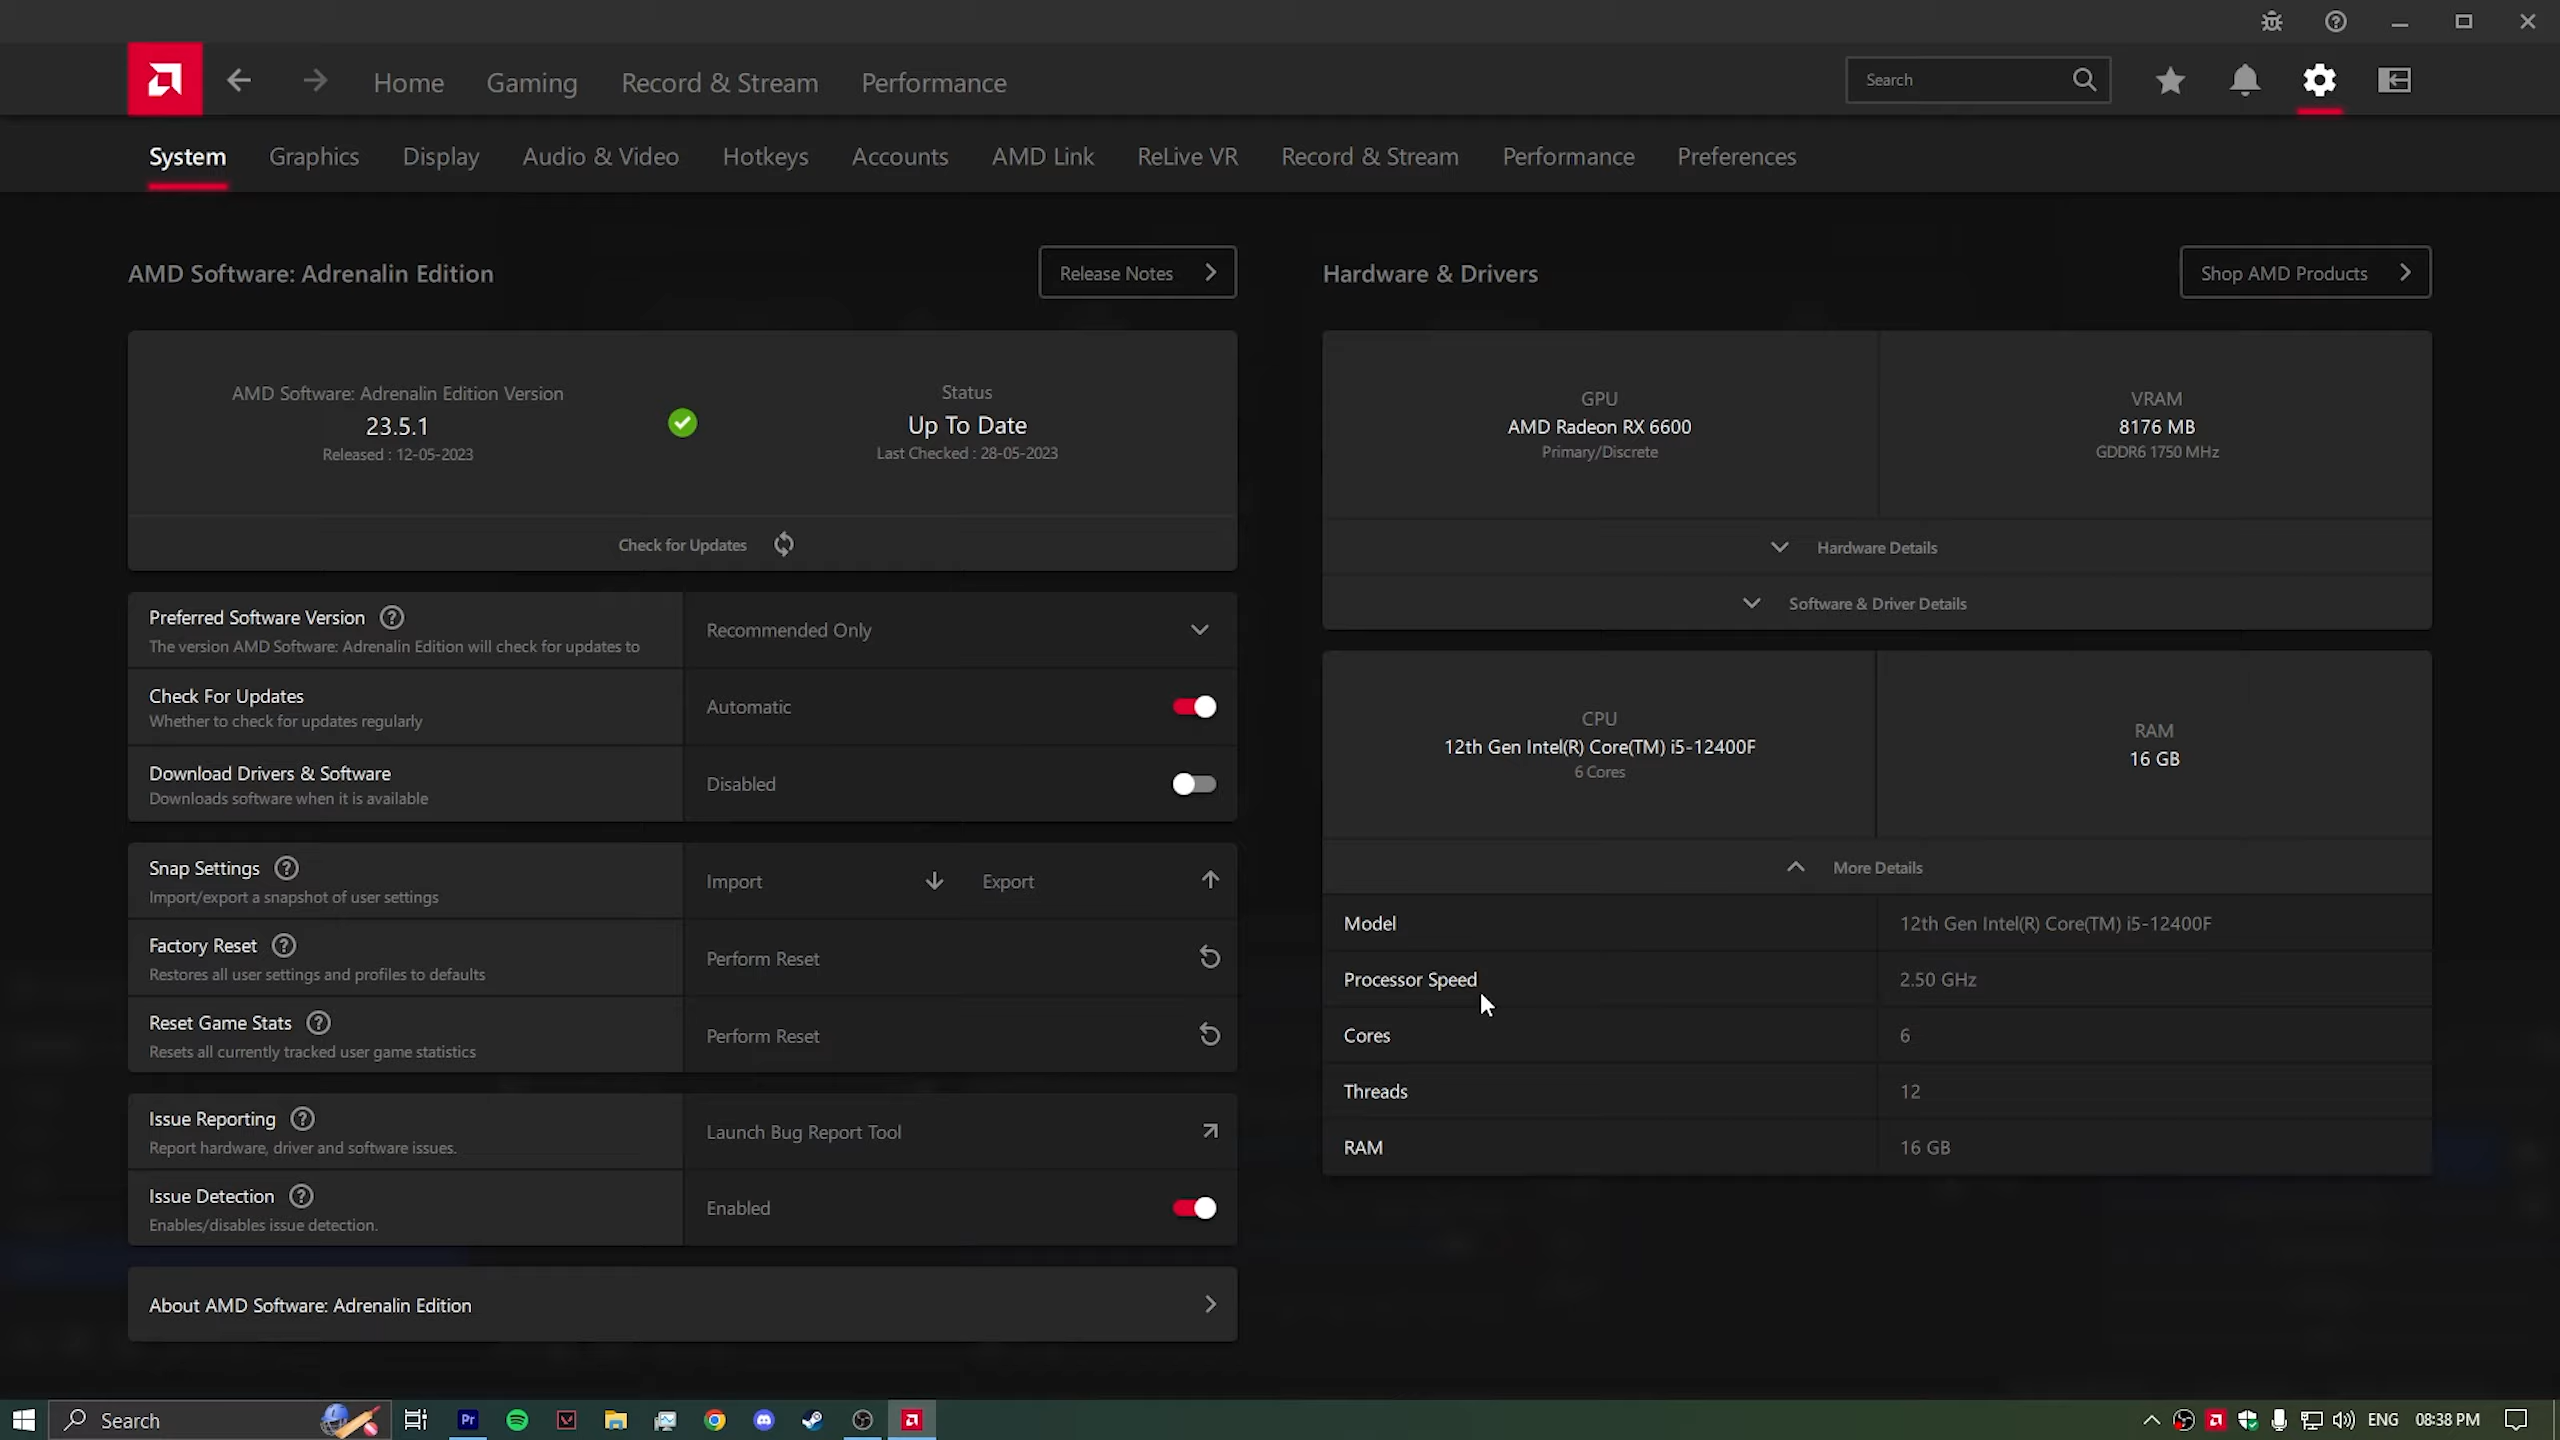 Home
Gaming
Record & Stream
Performance
Search
System
Graphics
Display
Audio & Video
Hotkeys
Accounts
AMD Link
ReLive VR
Record & Stream
Performance
Preferences
AMD Software: Adrenalin Edition
Release Notes
AMD Software: Adrenalin Edition Version
23.5.1
Released : 12-05-2023
Status
Up To Date
Last Checked : 28-05-2023
Check for Updates
Preferred Software Version
The version AMD Software: Adrenalin Edition will check for updates to
Recommended Only
Check For Updates
Whether to check for updates regularly
Automatic
Download Drivers & Software
Downloads software when it is available
Disabled
Snap Settings
Import/export a snapshot of user settings
Import
Export
Factory Reset
Restores all user settings and profiles to defaults
Perform Reset
Reset Game Stats
Resets all currently tracked user game statistics
Perform Reset
Issue Reporting
Report hardware, driver and software issues.
Launch Bug Report Tool
Issue Detection
Enables/disables issue detection.
Enabled
About AMD Software: Adrenalin Edition
Hardware & Drivers
Shop AMD Products
GPU
AMD Radeon RX 6600
Primary/Discrete
VRAM
8176 MB
GDDR6 1750 MHz
Hardware Details
Software & Driver Details
CPU
12th Gen Intel(R) Core(TM) i5-12400F
6 Cores
RAM
16 GB
More Details
Model
12th Gen Intel(R) Core(TM) i5-12400F
Processor Speed
2.50 GHz
Cores
6
Threads
12
RAM
16 GB
Search
Pr
ENG
08:38 PM